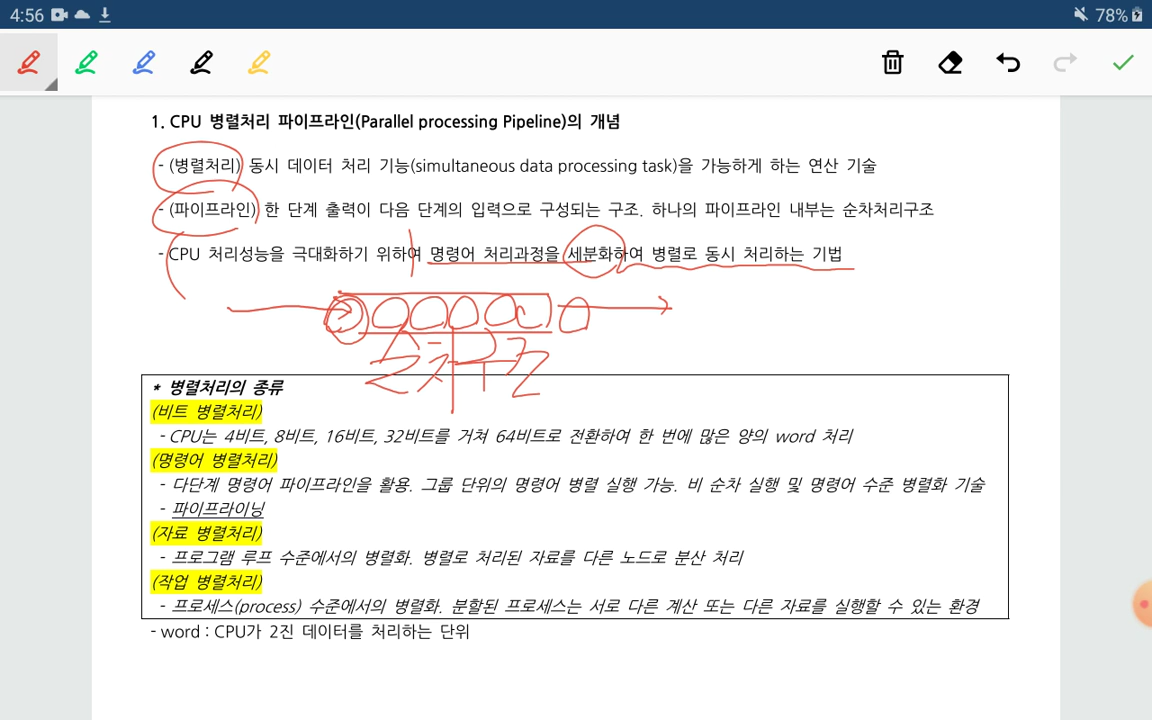 4:56
78%
1. CPU 병렬처리 파이프라인(Parallel processing Pipeline)의 개념
- (병렬처리) 동시 데이터 처리 기능(simultaneous data processing task)을 가능하게 하는 연산 기술
- (파이프라인) 한 단계 출력이 다음 단계의 입력으로 구성되는 구조. 하나의 파이프라인 내부는 순차처리구조
- CPU 처리성능을 극대화하기 위하여 명령어 처리과정을 세분화하여 병렬로 동시 처리하는 기법
* 병렬처리의 종류
(비트 병렬처리)
- CPU는 4비트, 8비트, 16비트, 32비트를 거쳐 64비트로 전환하여 한 번에 많은 양의 word 처리
(명령어 병렬처리)
- 다단계 명령어 파이프라인을 활용. 그룹 단위의 명령어 병렬 실행 가능. 비 순차 실행 및 명령어 수준 병렬화 기술
- 파이프라이닝
(자료 병렬처리)
- 프로그램 루프 수준에서의 병렬화. 병렬로 처리된 자료를 다른 노드로 분산 처리
(작업 병렬처리)
- 프로세스(process) 수준에서의 병렬화. 분할된 프로세스는 서로 다른 계산 또는 다른 자료를 실행할 수 있는 환경
- word : CPU가 2진 데이터를 처리하는 단위